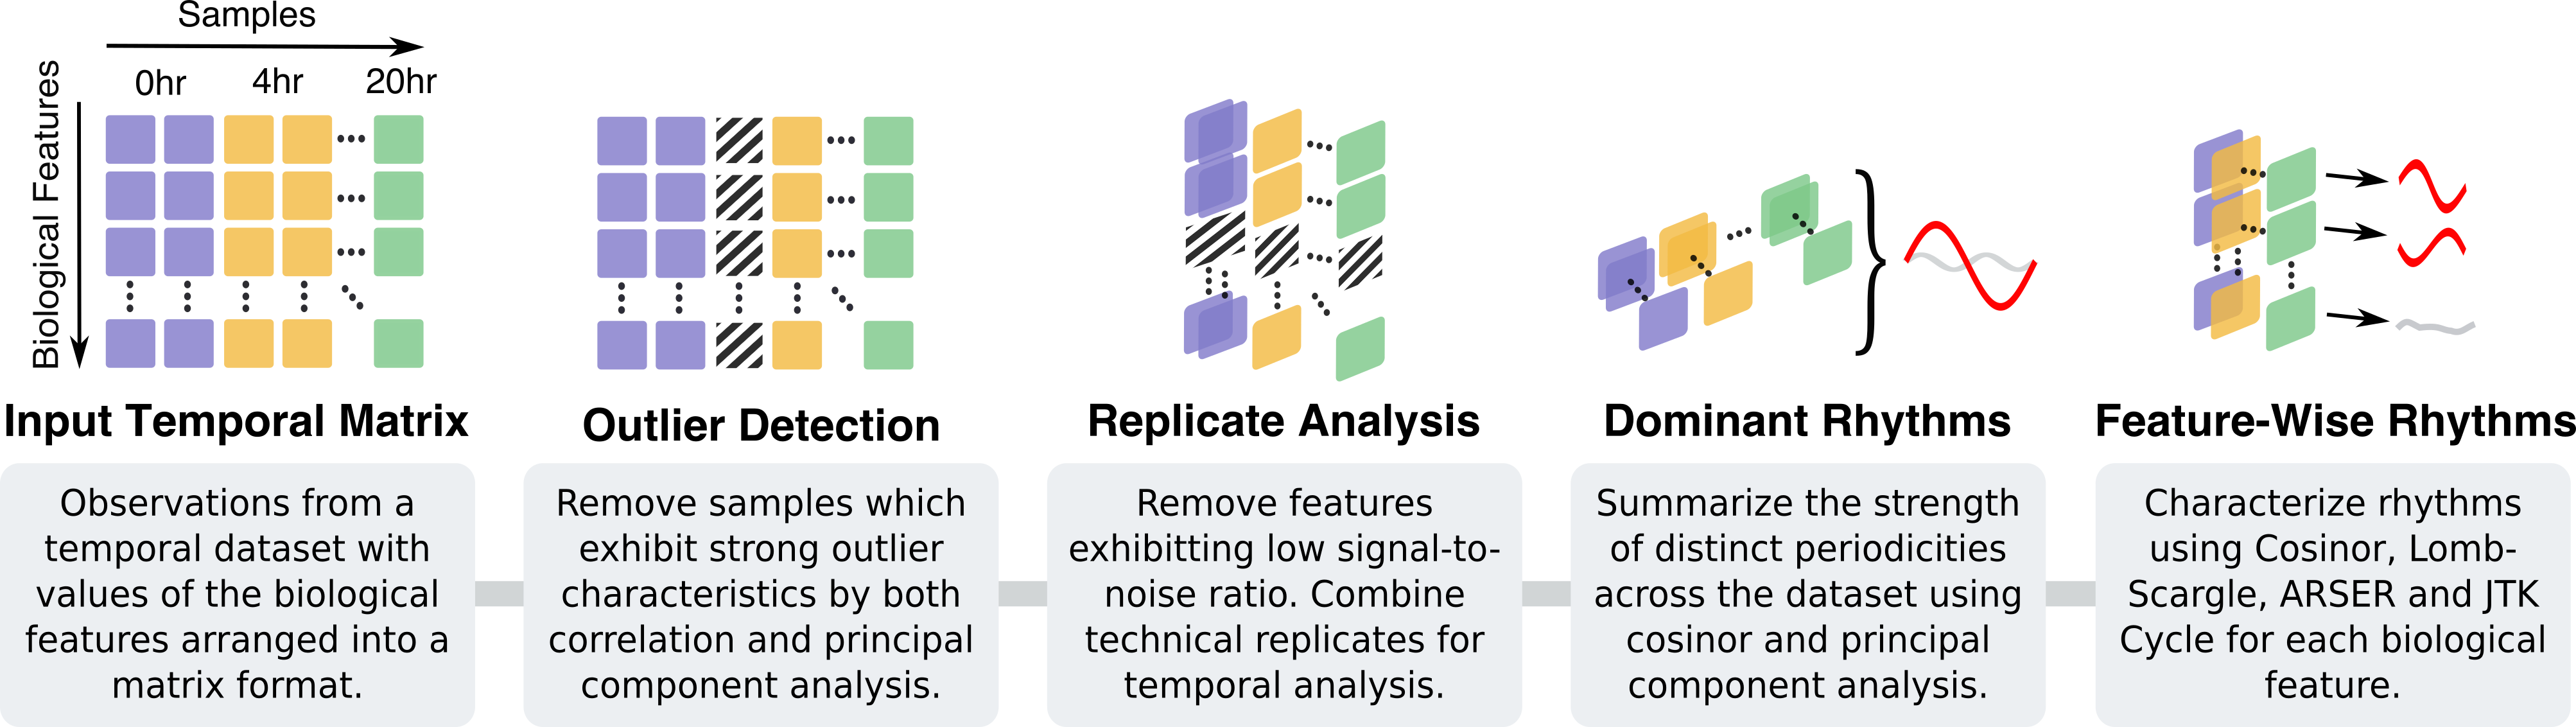 Samples
0hr 4hr 20hr
Biological Features
Input Temporal Matrix
Observations from a
temporal dataset with
values of the biological
features arranged into a
matrix format.
Outlier Detection
Remove samples which
exhibit strong outlier
characteristics by both
correlation and principal
component analysis.
Replicate Analysis
Remove features
exhibitting low signal-to-
noise ratio. Combine
technical replicates for
temporal analysis.
Dominant Rhythms
Summarize the strength
of distinct periodicities
across the dataset using
cosinor and principal
component analysis.
Feature-Wise Rhythms
Characterize rhythms
using Cosinor, Lomb-
Scargle, ARSER and JTK
Cycle for each biological
feature.